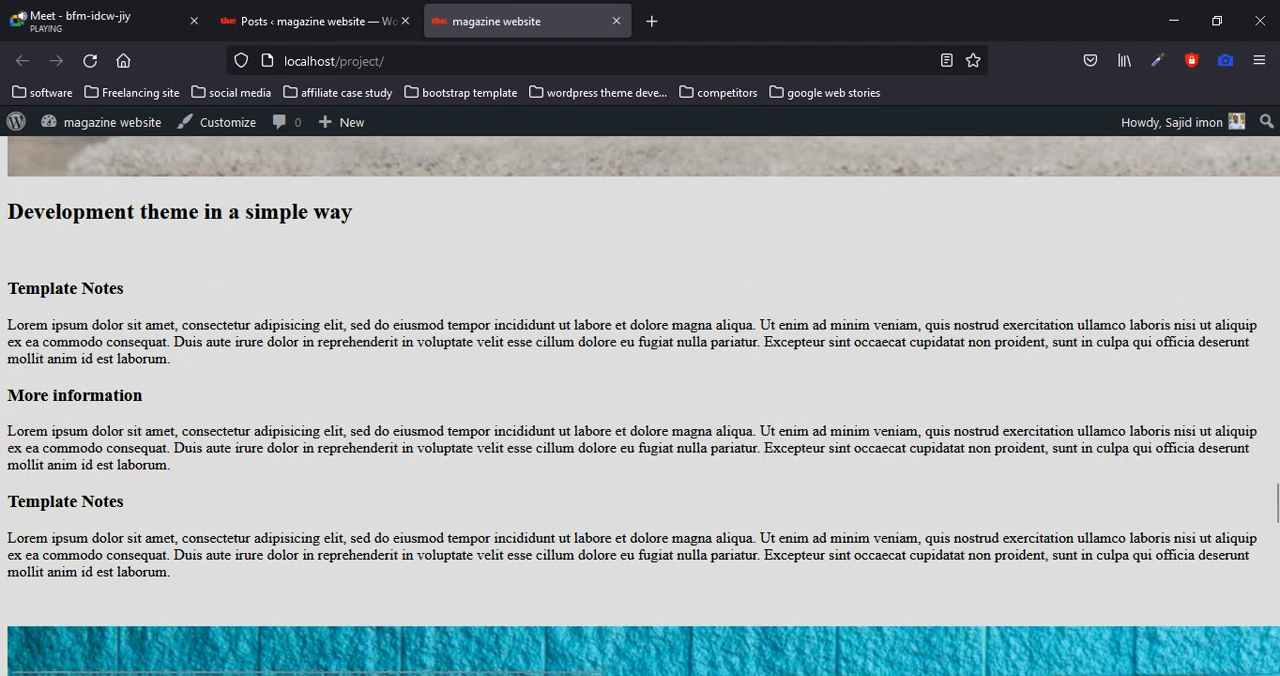 Meet - bfm-idcw-jiy
PLAYING
Posts ‹ magazine website — Wo
magazine website
localhost/project/
software
Freelancing site
social media
affiliate case study
bootstrap template
wordpress theme deve...
competitors
google web stories
magazine website
Customize
0
New
Howdy, Sajid imon
Development theme in a simple way
Template Notes
Lorem ipsum dolor sit amet, consectetur adipisicing elit, sed do eiusmod tempor incididunt ut labore et dolore magna aliqua. Ut enim ad minim veniam, quis nostrud exercitation ullamco laboris nisi ut aliquip
ex ea commodo consequat. Duis aute irure dolor in reprehenderit in voluptate velit esse cillum dolore eu fugiat nulla pariatur. Excepteur sint occaecat cupidatat non proident, sunt in culpa qui officia deserunt
mollit anim id est laborum.
More information
Lorem ipsum dolor sit amet, consectetur adipisicing elit, sed do eiusmod tempor incididunt ut labore et dolore magna aliqua. Ut enim ad minim veniam, quis nostrud exercitation ullamco laboris nisi ut aliquip
ex ea commodo consequat. Duis aute irure dolor in reprehenderit in voluptate velit esse cillum dolore eu fugiat nulla pariatur. Excepteur sint occaecat cupidatat non proident, sunt in culpa qui officia deserunt
mollit anim id est laborum.
Template Notes
Lorem ipsum dolor sit amet, consectetur adipisicing elit, sed do eiusmod tempor incididunt ut labore et dolore magna aliqua. Ut enim ad minim veniam, quis nostrud exercitation ullamco laboris nisi ut aliquip
ex ea commodo consequat. Duis aute irure dolor in reprehenderit in voluptate velit esse cillum dolore eu fugiat nulla pariatur. Excepteur sint occaecat cupidatat non proident, sunt in culpa qui officia deserunt
mollit anim id est laborum.